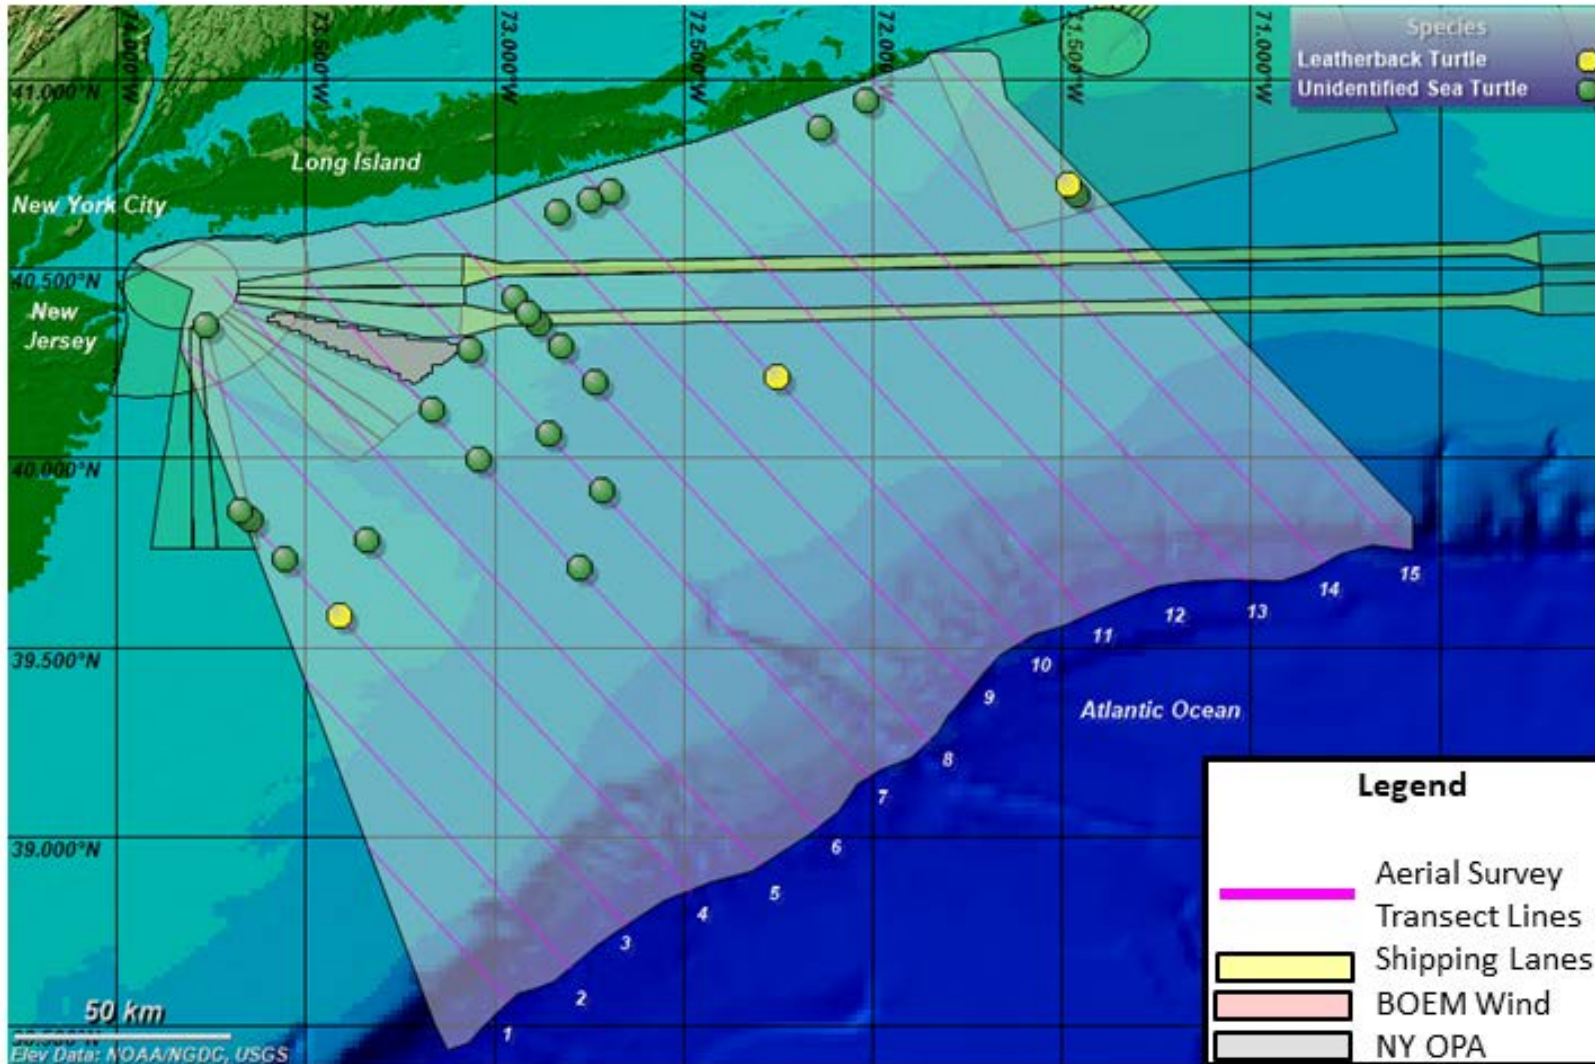 74.000°W
73.500°W
73.000°W
72.500°W
72.000°W
71.500°W
71.000°W
Species
Leatherback Turtle
Unidentified Sea Turtle
41.000°N
Long Island
New York City
40.500°N
New
Jersey
40.000°N
39.500°N
39.000°N
38.500°N
15
14
13
12
11
10
9
8
7
6
5
4
3
2
1
Atlantic Ocean
Legend
Aerial Survey
Transect Lines
Shipping Lanes
BOEM Wind
NY OPA
50 km
Elev Data: NOAA/NGDC, USGS